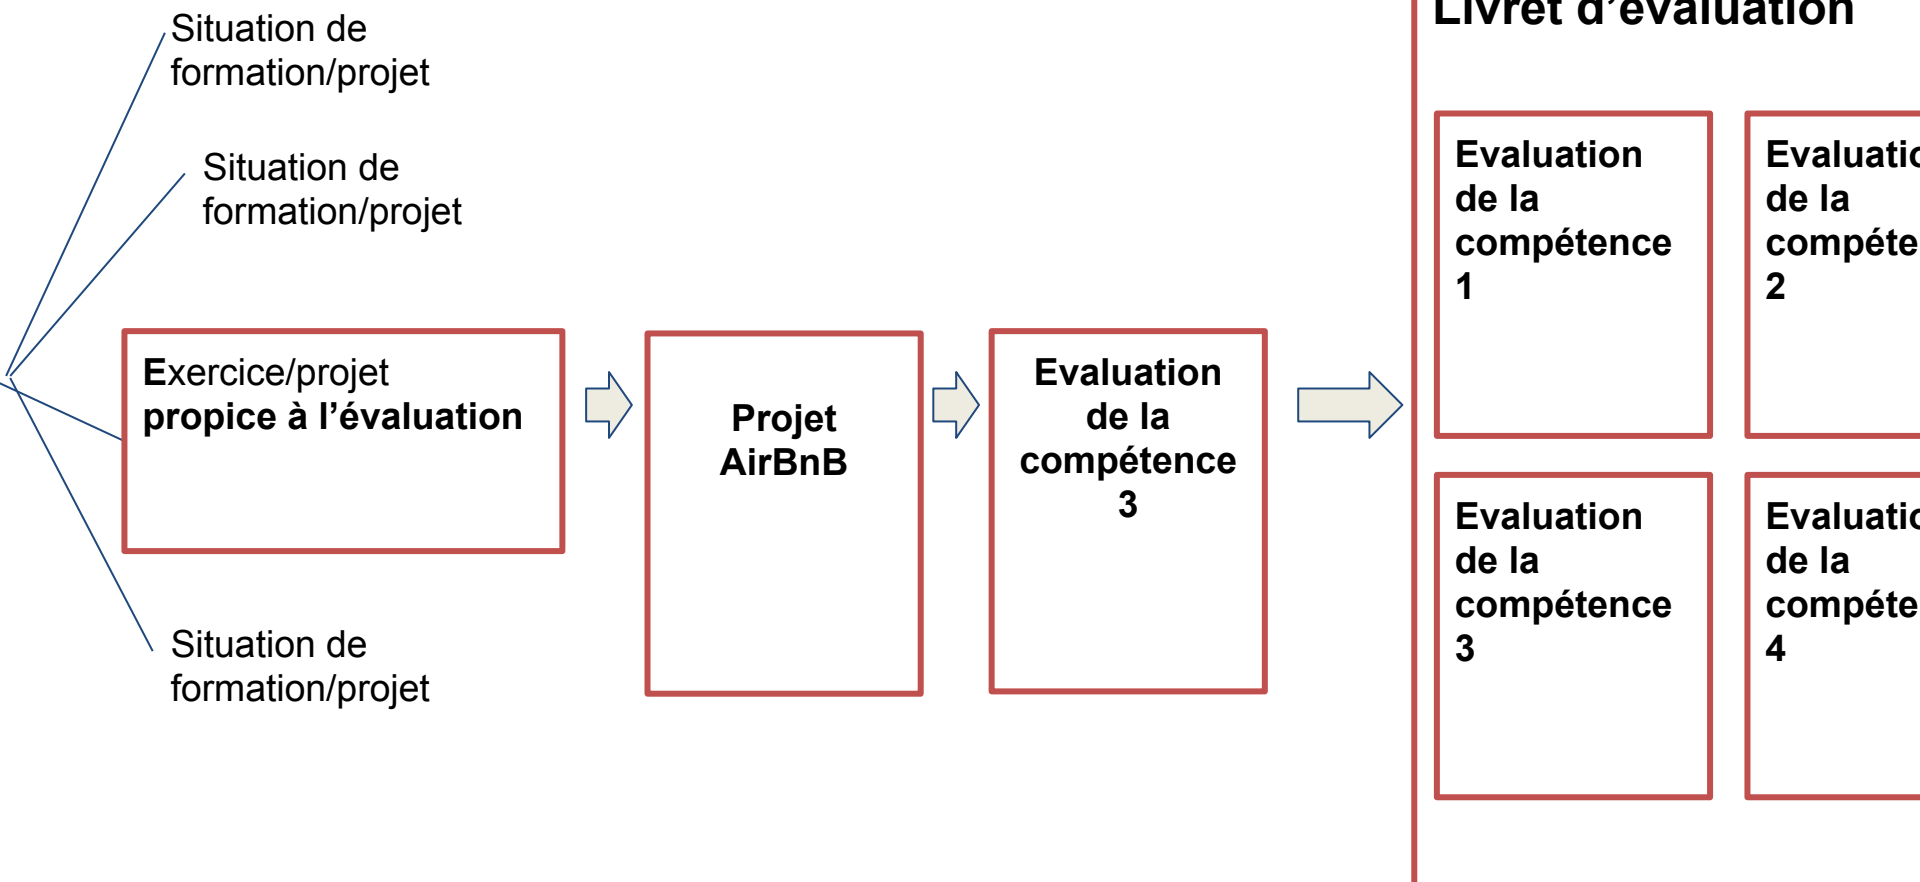 Situation de
formation/projet
Situation de
formation/projet
Exercice/projet
propice à l’évaluation
Situation de
formation/projet
Projet
AirBnB
Evaluation
de la
compétence
3
Livret d’évaluation
Evaluation
de la
compétence
1
de la
2
Evaluation
de la
compétence
3
de la
4